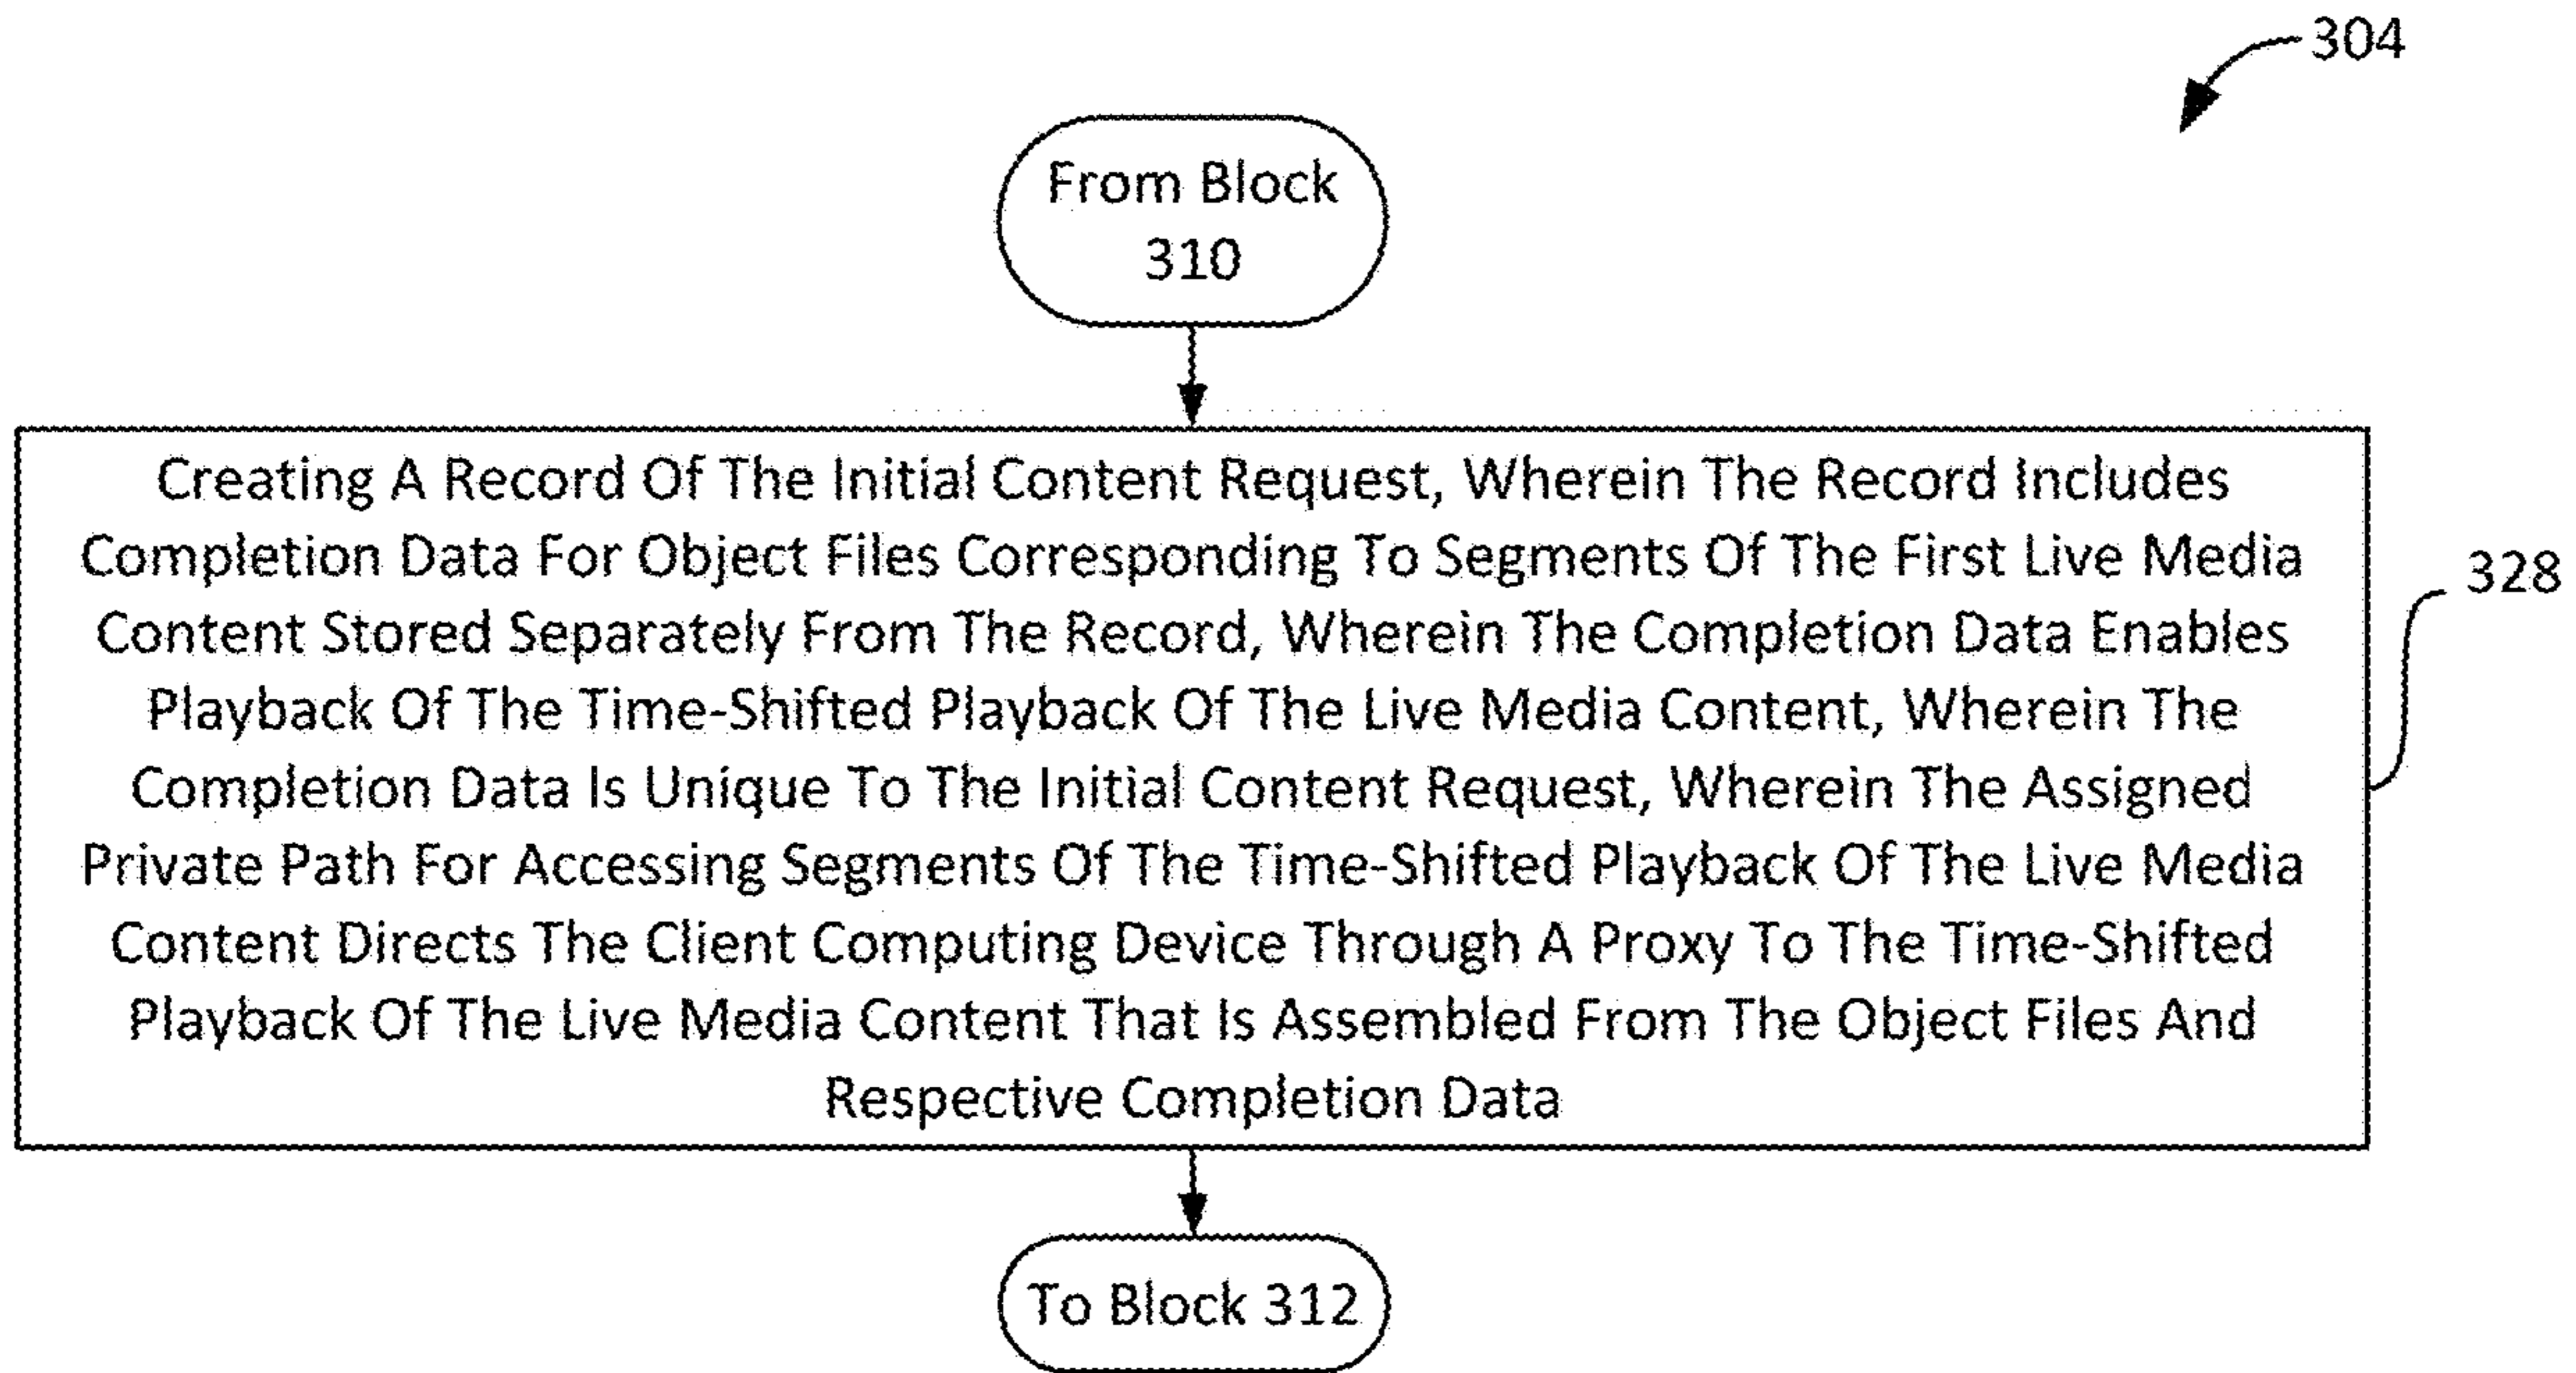 304
From Block
310
Creating A Record Of The Initial Content Request, Wherein The Record Includes
Completion Data For Object Files Corresponding To Segments Of The First Live Media
Content Stored Separately From The Record, Wherein The Completion Data Enables
Playback Of The Time-Shifted Playback Of The Live Media Content, Wherein The
Completion Data Is Unique To The Initial Content Request, Wherein The Assigned
Private Path For Accessing Segments Of The Time-Shifted Playback Of The Live Media
Content Directs The Client Computing Device Through A Proxy To The Time-Shifted
Playback Of The Live Media Content That Is Assembled From The Object Files And
Respective Completion Data
328
To Block 312